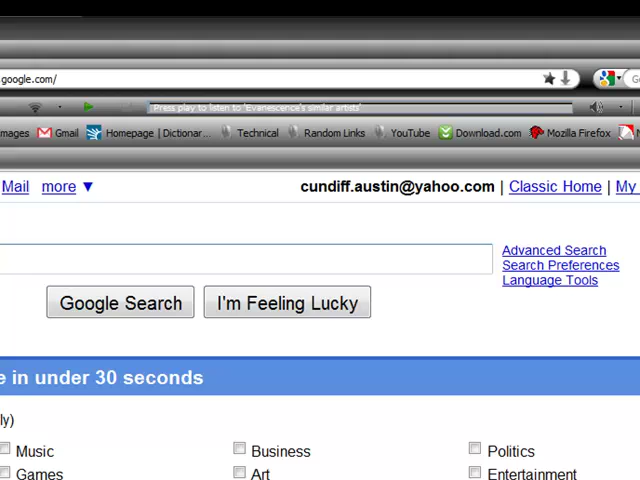 google.com/
Press play to listen to 'Evanescence's similar artists'
mages Gmail Homepage | Dictionar... Technical Random Links YouTube Download.com Mozilla Firefox
Mail more ▼ cundiff.austin@yahoo.com | Classic Home | My
Advanced Search
Search Preferences
Language Tools
Google Search I'm Feeling Lucky
e in under 30 seconds
ly)
Music Business Politics
Games Art Entertainment